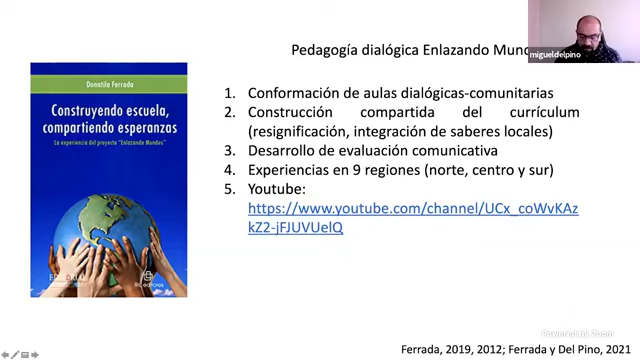 Pedagogía dialógica Enlazando
migueldelpino
Donatila Ferrada
Construyendo escuela,
compartiendo esperanzas
La experiencia del proyecto "Enlazando Mundos"
RIL editores
1. Conformación de aulas dialógicas-comunitarias
2. Construcción compartida del currículum
(resignificación, integración de saberes locales)
3. Desarrollo de evaluación comunicativa
4. Experiencias en 9 regiones (norte, centro y sur)
5. Youtube:
https://www.youtube.com/channel/UCx_coWvKAz
kZ2-jFJUVUelQ
Powered by Zoom
Ferrada, 2019, 2012; Ferrada y Del Pino, 2021